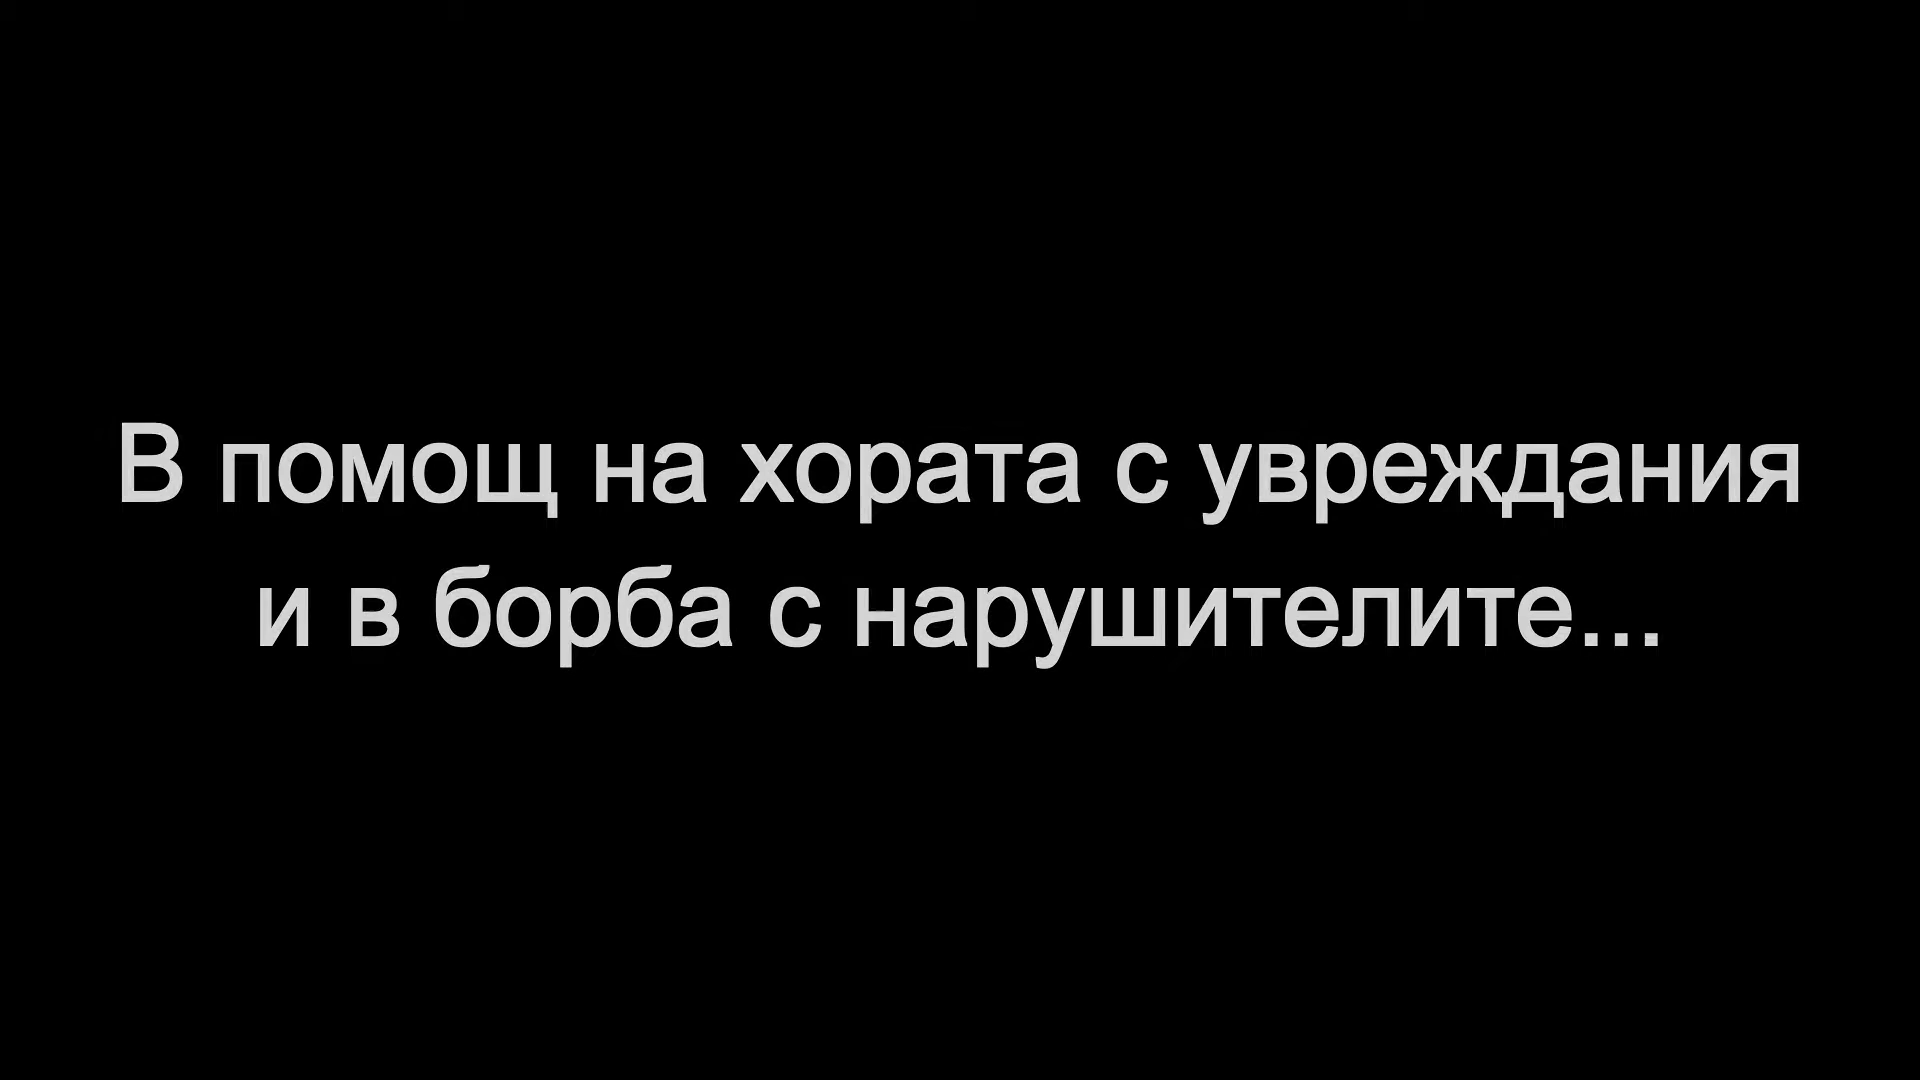 В помощ на хората с увреждания
и в борба с нарушителите...